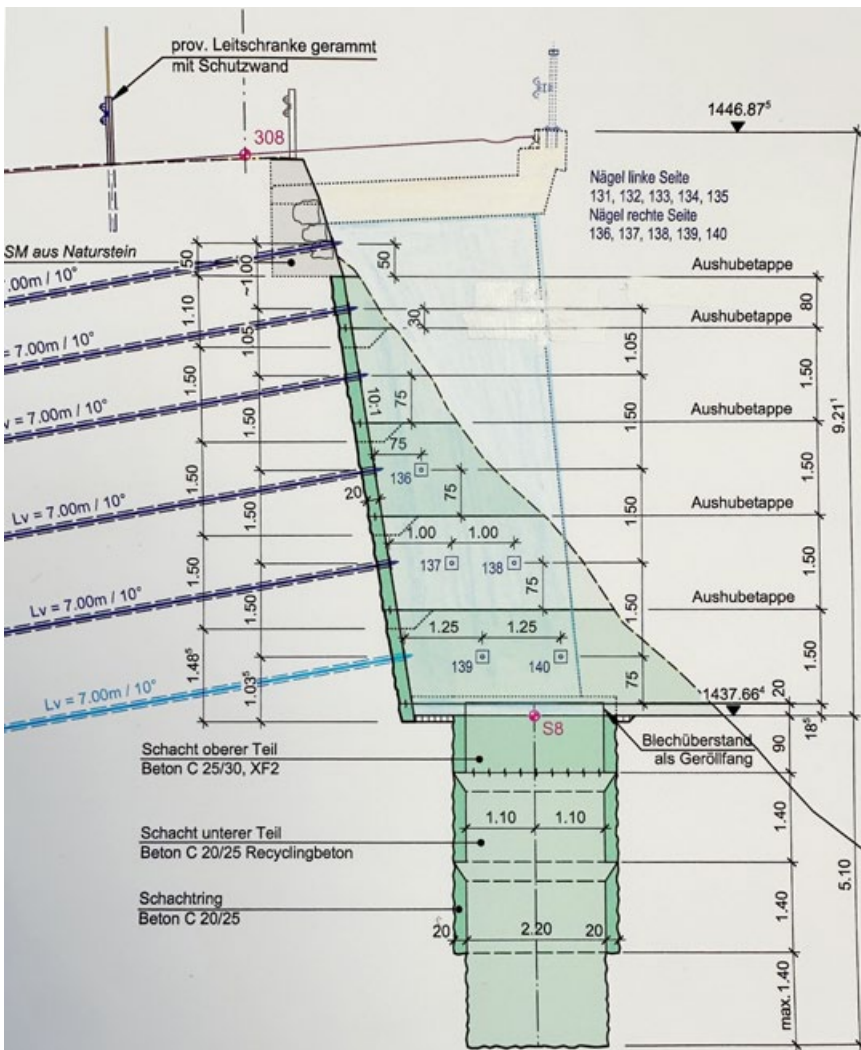 prov. Leitschranke gerammt
mit Schutzwand
308
1446.87⁵
Nägel linke Seite
131, 132, 133, 134, 135
Nägel rechte Seite
136, 137, 138, 139, 140
SM aus Naturstein
50
~1.00
50
Aushubetappe
.00m / 10°
1.10
30
80
= 7.00m / 10°
1.05
1.05
Aushubetappe
1.50
v = 7.00m / 10°
1.50
1.50
10:1
75
1.50
Aushubetappe
9.21¹
75
136
Lv = 7.00m / 10°
1.50
1.50
20
75
1.50
1.50
Aushubetappe
1.00
1.00
137
138
Lv = 7.00m / 10°
1.50
1.50
75
1.50
1.50
Aushubetappe
1.25
1.25
139
140
Lv = 7.00m / 10°
1.48⁵
1.03⁵
75
1.50
20
1437.66⁴
18⁵
S8
Blechüberstand
als Geröllfang
90
Schacht oberer Teil
Beton C 25/30, XF2
1.10
1.10
1.40
Schacht unterer Teil
Beton C 20/25 Recyclingbeton
5.10
Schachtring
Beton C 20/25
1.40
20
2.20
20
max. 1.40